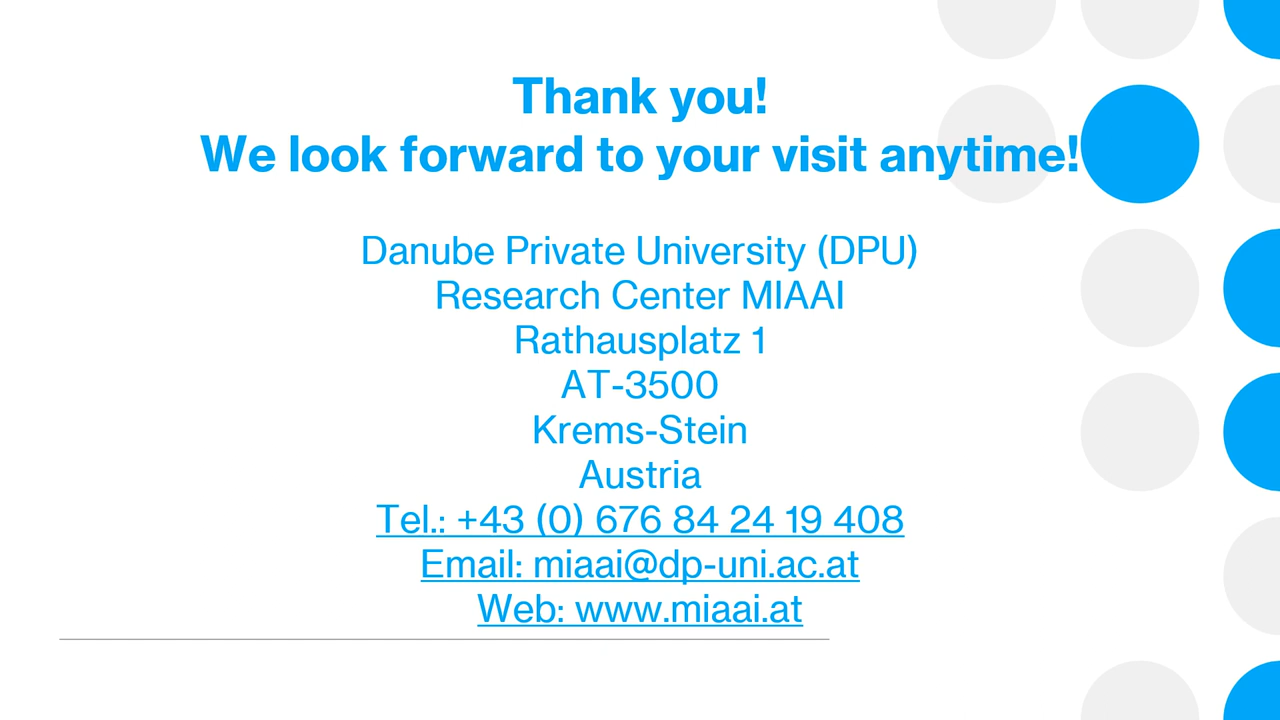 Thank you!
We look forward to your visit anytime!
Danube Private University (DPU)
Research Center MIAAI
Rathausplatz 1
AT-3500
Krems-Stein
Austria
Tel.: +43 (0) 676 84 24 19 408
Email: miaai@dp-uni.ac.at
Web: www.miaai.at